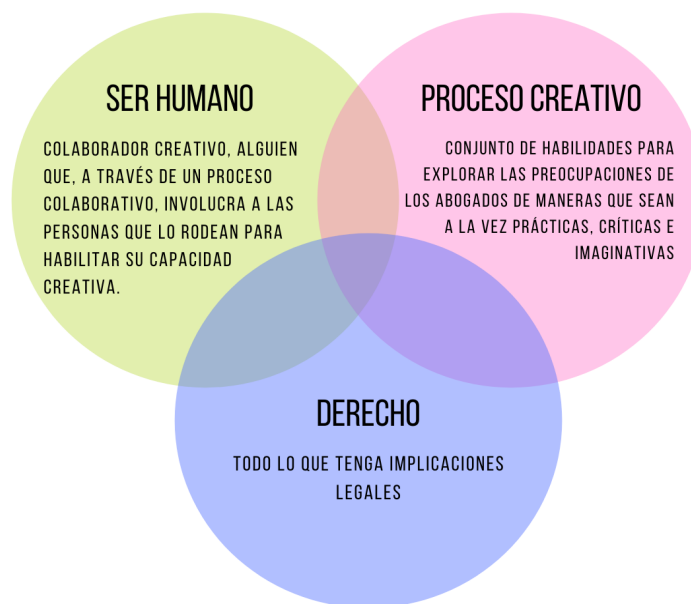 SER HUMANO
COLABORADOR CREATIVO, ALGUIEN
QUE, A TRAVÉS DE UN PROCESO
COLABORATIVO, INVOLUCRA A LAS
PERSONAS QUE LO RODEAN PARA
HABILITAR SU CAPACIDAD
CREATIVA.
PROCESO CREATIVO
CONJUNTO DE HABILIDADES PARA
EXPLORAR LAS PREOCUPACIONES DE
LOS ABOGADOS DE MANERAS QUE SEAN
A LA VEZ PRÁCTICAS, CRÍTICAS E
IMAGINATIVAS
DERECHO
TODO LO QUE TENGA IMPLICACIONES
LEGALES